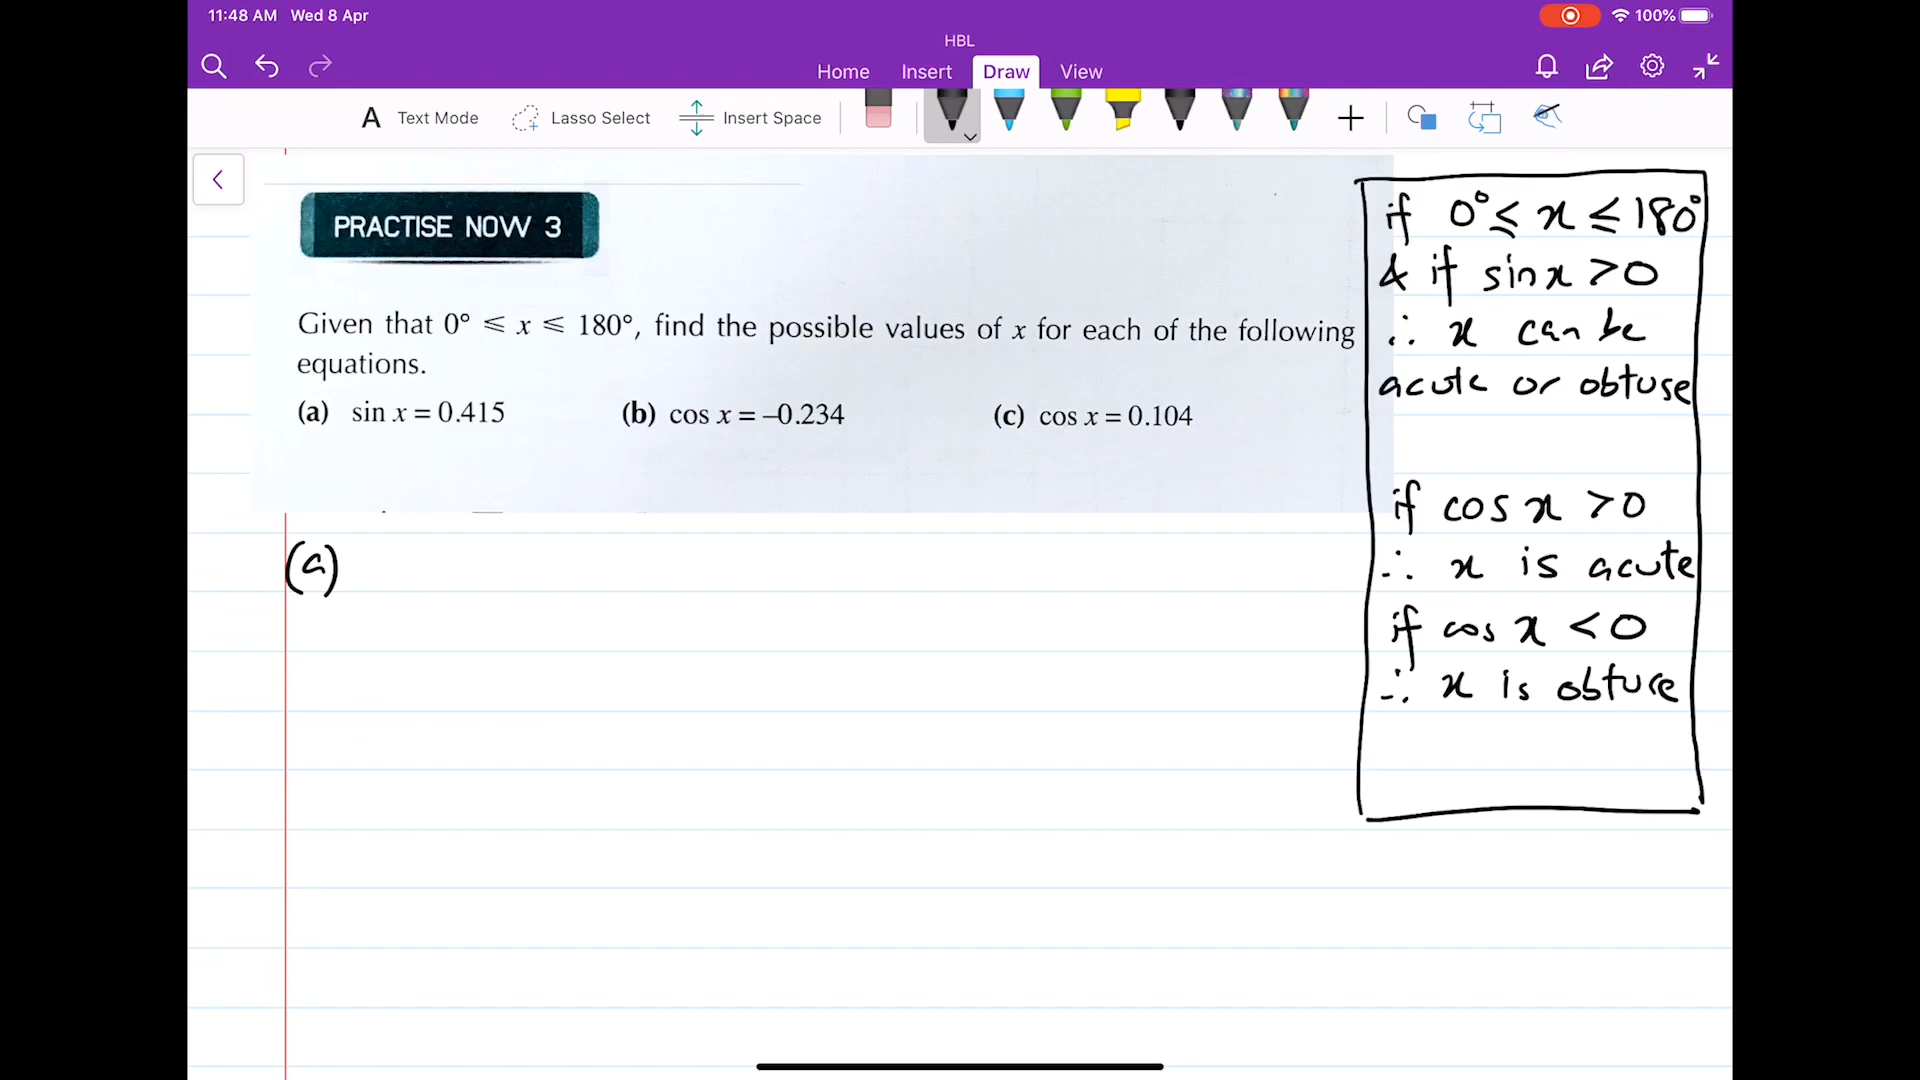 11:48 AM Wed 8 Apr
100%
HBL
Home Insert Draw View
A Text Mode Lasso Select Insert Space
PRACTISE NOW 3
Given that 0° ⩽ x ⩽ 180°, find the possible values of x for each of the following
equations.
(a) sin x = 0.415 (b) cos x = –0.234 (c) cos x = 0.104
(a)
if 0° ⩽ x ⩽ 180°
& if sin x > 0
∴ x can be
acute or obtuse
if cos x > 0
∴ x is acute
if cos x < 0
∴ x is obtuse